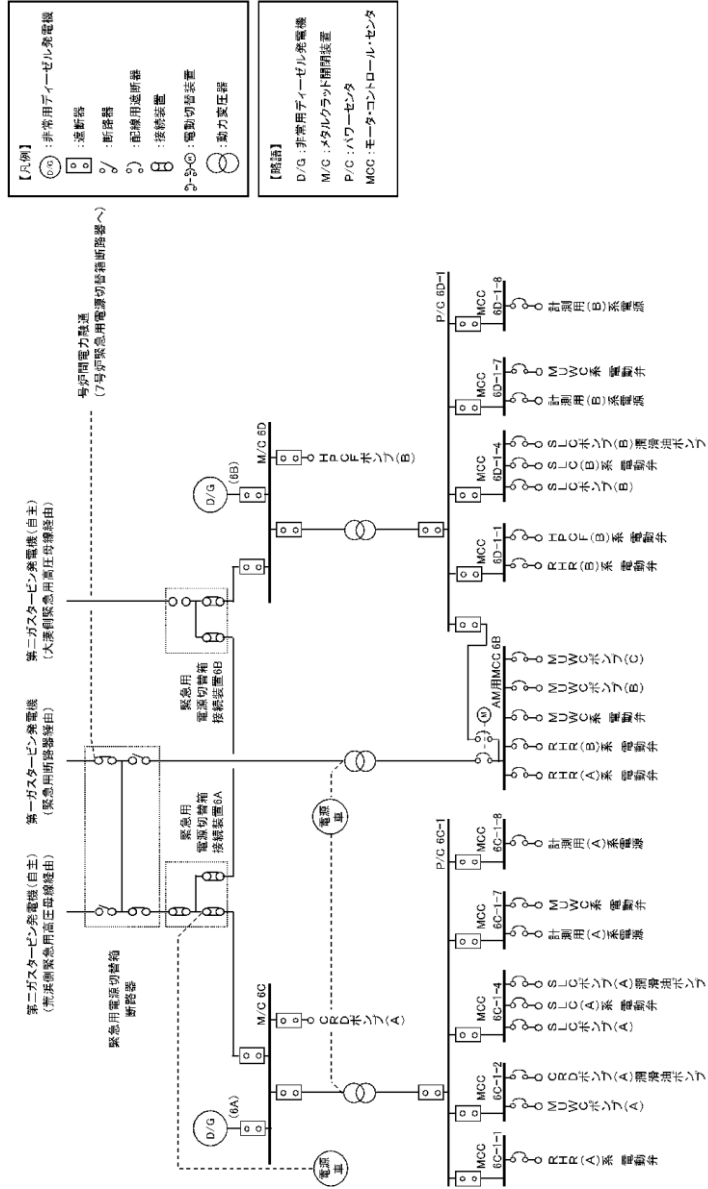 【凡例】
D/G :非常用ディーゼル発電機
:遮断器
:断路器
:配線用遮断器
:接続装置
:電動切替装置
:動力変圧器
【略語】
D/G :非常用ディーゼル発電機
M/C :メタルクラッド開閉装置
P/C :パワーセンタ
MCC :モータ・コントロール・センタ
号炉間電力融通
(7号炉緊急用電源切替箱断路器へ)
第二ガスタービン発電機(自主)
(荒浜側緊急用高圧母線経由)
第一ガスタービン発電機
(緊急用断路器経由)
第二ガスタービン発電機(自主)
(大湊側緊急用高圧母線経由)
緊急用電源切替箱
断路器
緊急用
電源切替箱
接続装置6A
緊急用
電源切替箱
接続装置6B
D/G
(6A)
M/C 6C
CRDポンプ(A)
電源
車
電源
車
D/G
(6B)
M/C 6D
HPCFポンプ(B)
P/C 6C-1
MCC
6C-1-1
RHR(A)系 電動弁
MCC
6C-1-2
MUWCポンプ(A)
CRDポンプ(A)潤滑油ポンプ
MCC
6C-1-4
SLCポンプ(A)
SLC(A)系 電動弁
SLCポンプ(A)潤滑油ポンプ
MCC
6C-1-7
計測用(A)系電源
MUWC系 電動弁
MCC
6C-1-8
計測用(A)系電源
AM用MCC 6B
M
RHR(A)系 電動弁
RHR(B)系 電動弁
MUWC系 電動弁
MUWCポンプ(B)
MUWCポンプ(C)
P/C 6D-1
MCC
6D-1-1
RHR(B)系 電動弁
HPCF(B)系 電動弁
MCC
6D-1-4
SLCポンプ(B)
SLC(B)系 電動弁
SLCポンプ(B)潤滑油ポンプ
MCC
6D-1-7
計測用(B)系電源
MUWC系 電動弁
MCC
6D-1-8
計測用(B)系電源